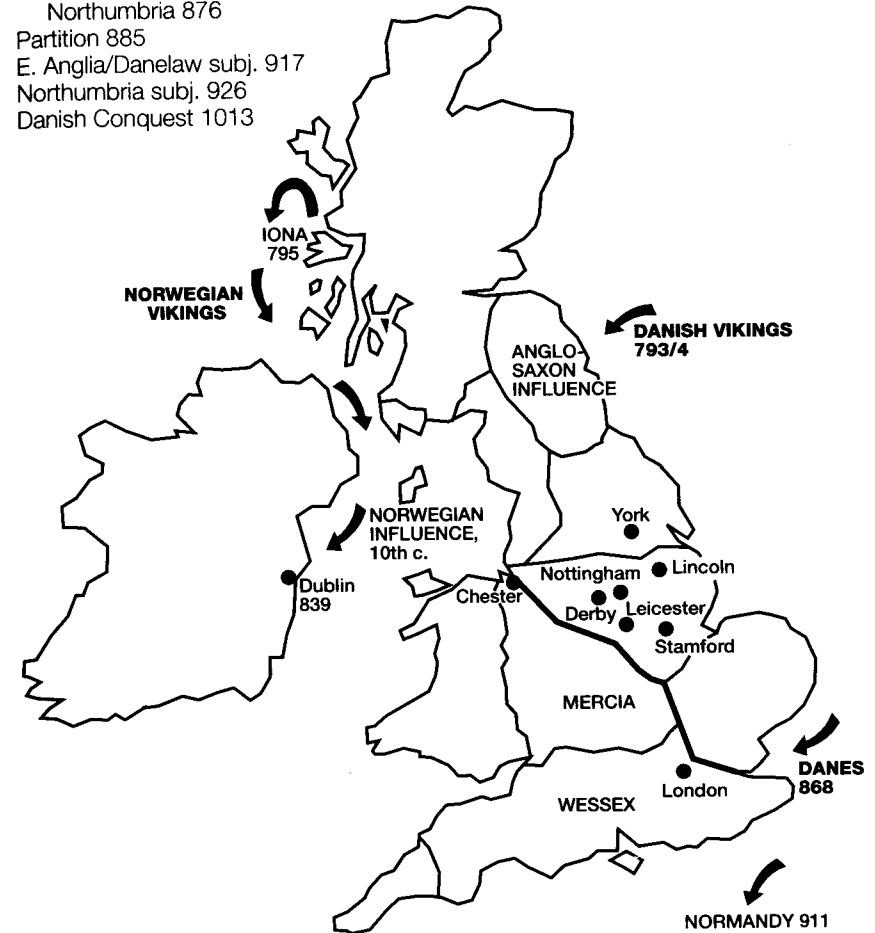 Northumbria 876
Partition 885
E. Anglia/Danelaw subj. 917
Northumbria subj. 926
Danish Conquest 1013
IONA
795
NORWEGIAN
VIKINGS
DANISH VIKINGS
793/4
ANGLO-
SAXON
INFLUENCE
York
NORWEGIAN
INFLUENCE,
10th c.
Dublin
839
Chester
Nottingham
Lincoln
Derby
Leicester
Stamford
MERCIA
DANES
868
London
WESSEX
NORMANDY 911